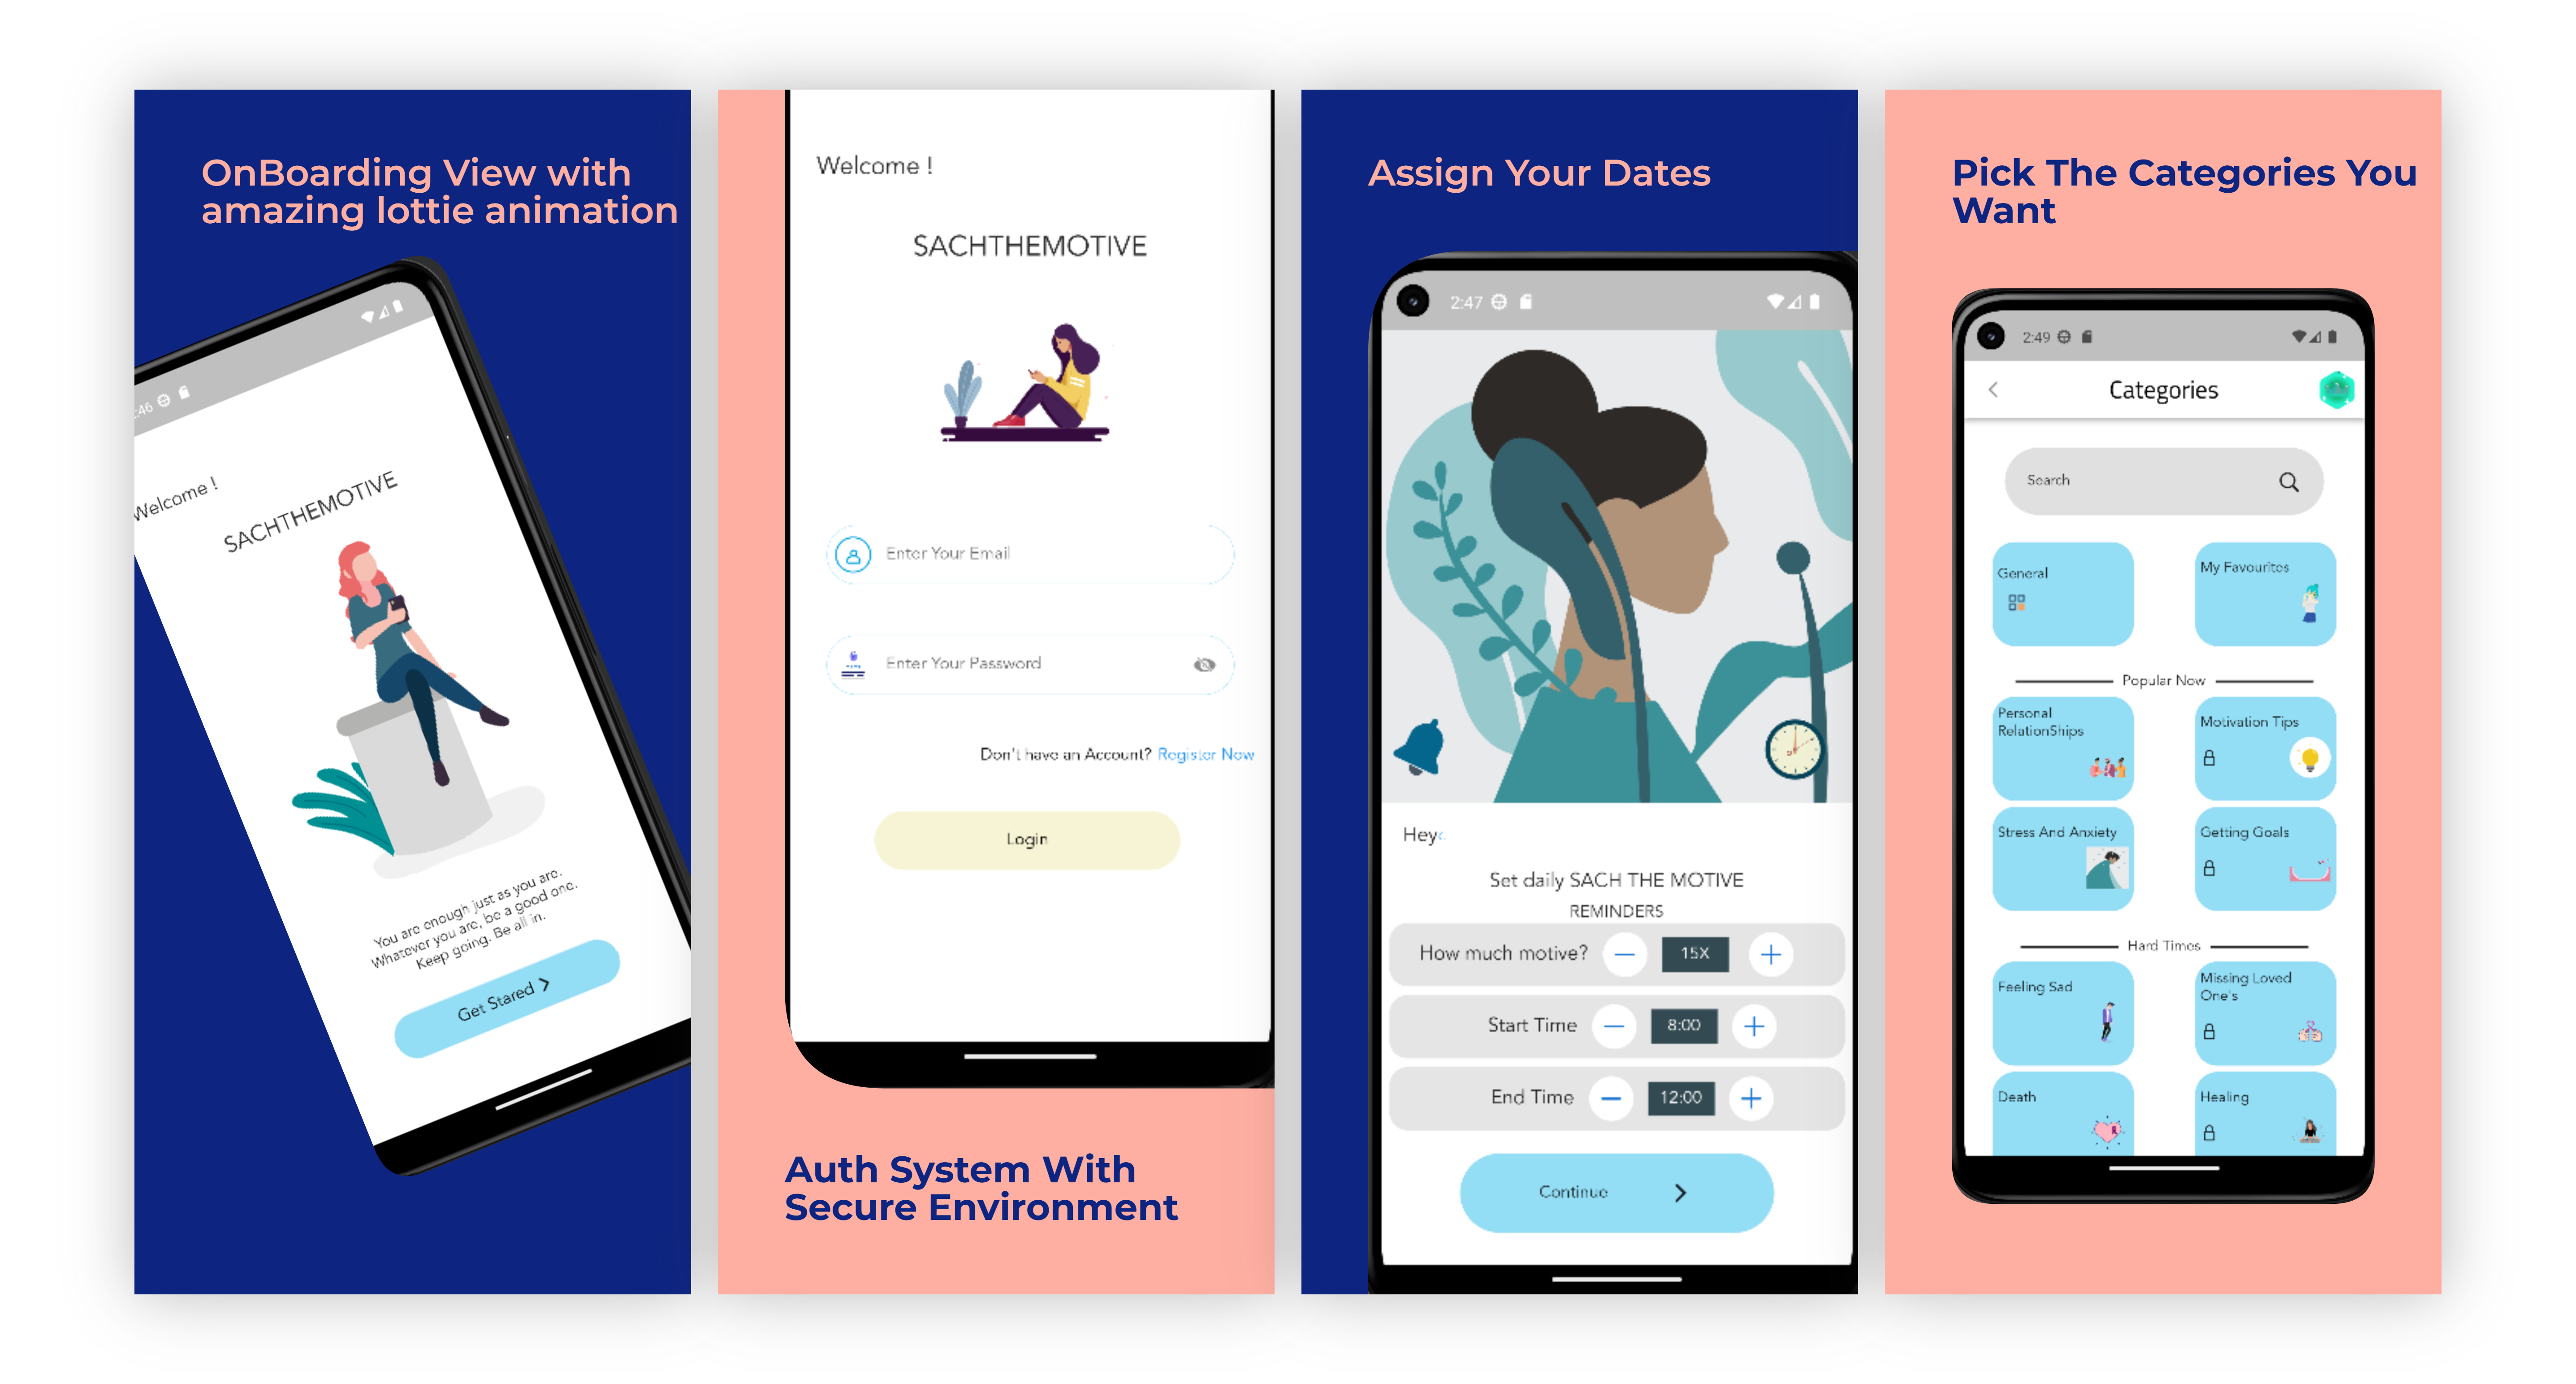 OnBoarding View with
amazing lottie animation
:46
Welcome !
SACHTHEMOTIVE
You are enough just as you are.
Whatever you are, be a good one.
Keep going. Be all in.
Get Stared
Welcome !
SACHTHEMOTIVE
Enter Your Email
Enter Your Password
Don't have an Account? Register Now
Login
Auth System With
Secure Environment
Assign Your Dates
2:47
Hey
Set daily SACH THE MOTIVE
REMINDERS
How much motive? 15X
Start Time 8:00
End Time 12:00
Continue
Pick The Categories You
Want
2:49
Categories
Search
General
My Favourites
Popular Now
Personal
RelationShips
Motivation Tips
Stress And Anxiety
Getting Goals
Hard Times
Feeling Sad
Missing Loved
One's
Death
Healing